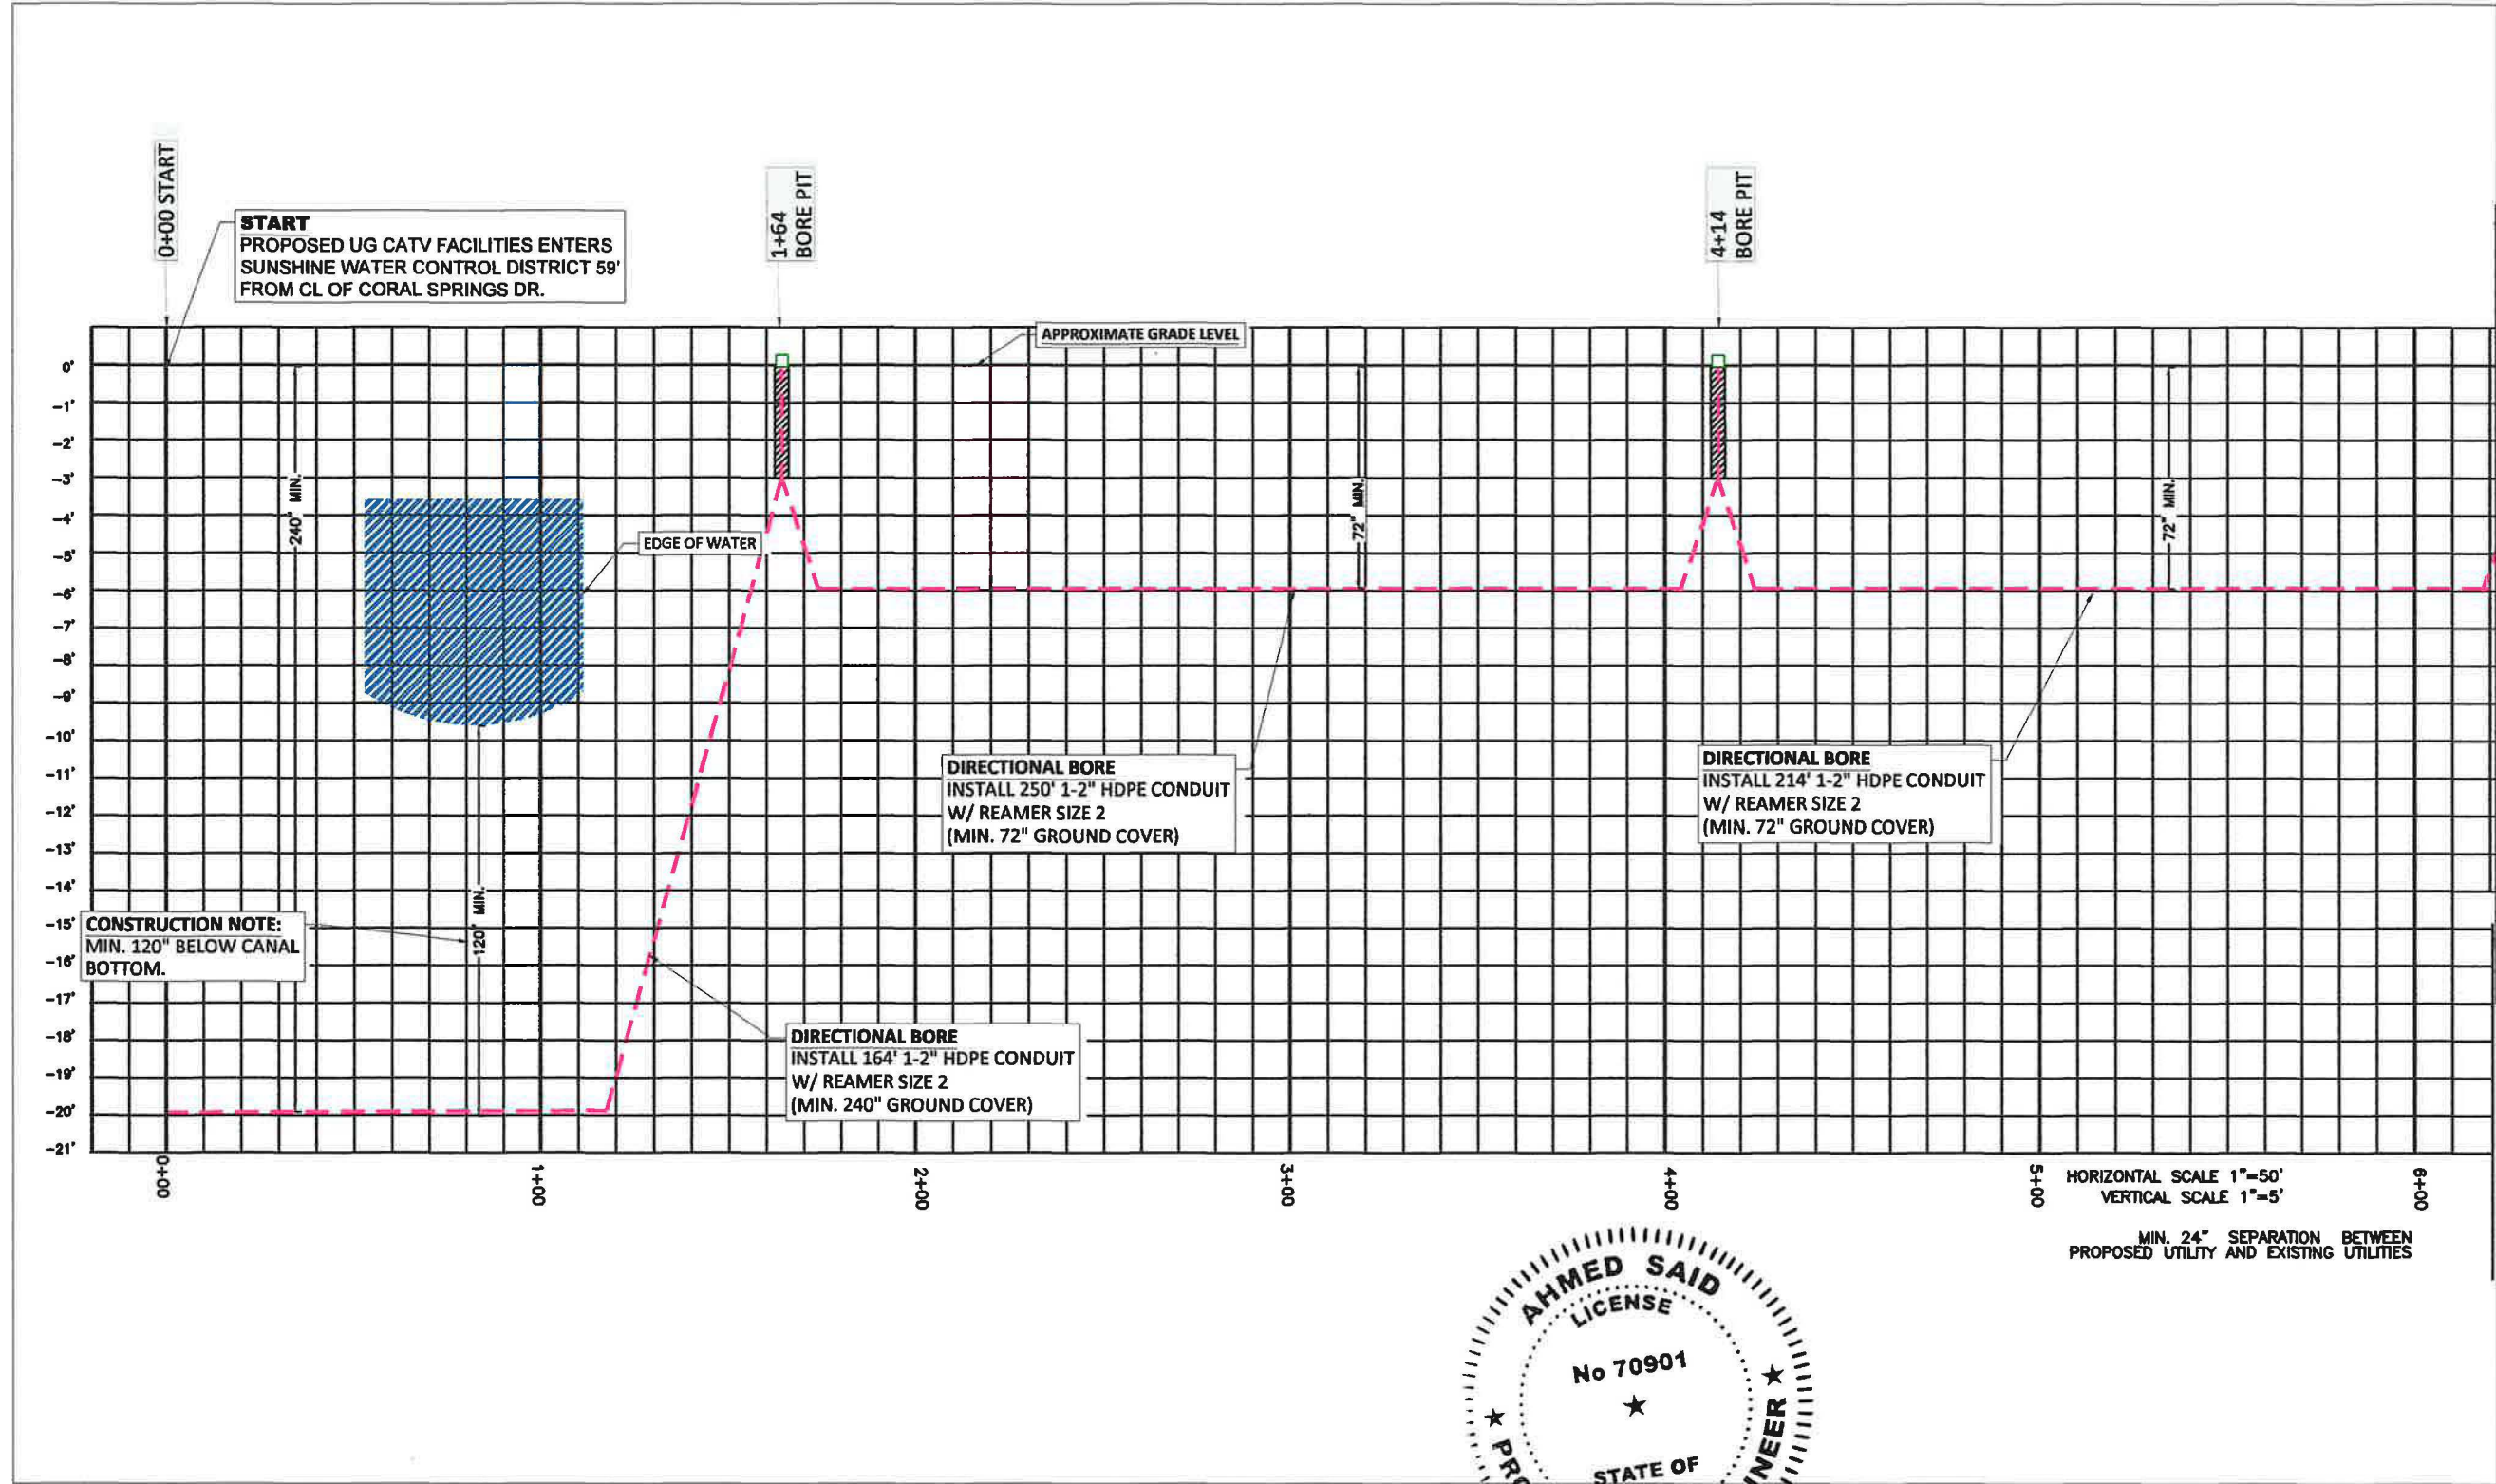 0+00 START
START
PROPOSED UG CATV FACILITIES ENTERS
SUNSHINE WATER CONTROL DISTRICT 59'
FROM CL OF CORAL SPRINGS DR.
1+64
BORE PIT
4+14
BORE PIT
APPROXIMATE GRADE LEVEL
0'
-1'
-2'
-3'
-4'
-5'
-6'
-7'
-8'
-9'
-10'
-11'
-12'
-13'
-14'
-15'
-16'
-17'
-18'
-19'
-20'
-21'
240" MIN.
EDGE OF WATER
72" MIN.
72" MIN.
DIRECTIONAL BORE
INSTALL 250' 1-2" HDPE CONDUIT
W/ REAMER SIZE 2
(MIN. 72" GROUND COVER)
DIRECTIONAL BORE
INSTALL 214' 1-2" HDPE CONDUIT
W/ REAMER SIZE 2
(MIN. 72" GROUND COVER)
120" MIN.
CONSTRUCTION NOTE:
MIN. 120" BELOW CANAL
BOTTOM.
DIRECTIONAL BORE
INSTALL 164' 1-2" HDPE CONDUIT
W/ REAMER SIZE 2
(MIN. 240" GROUND COVER)
0+00
1+00
2+00
3+00
4+00
5+00
6+00
HORIZONTAL SCALE 1"=50'
VERTICAL SCALE 1"=5'
MIN. 24" SEPARATION BETWEEN
PROPOSED UTILITY AND EXISTING UTILITIES
AHMED SAID
LICENSE
No 70901
STATE OF